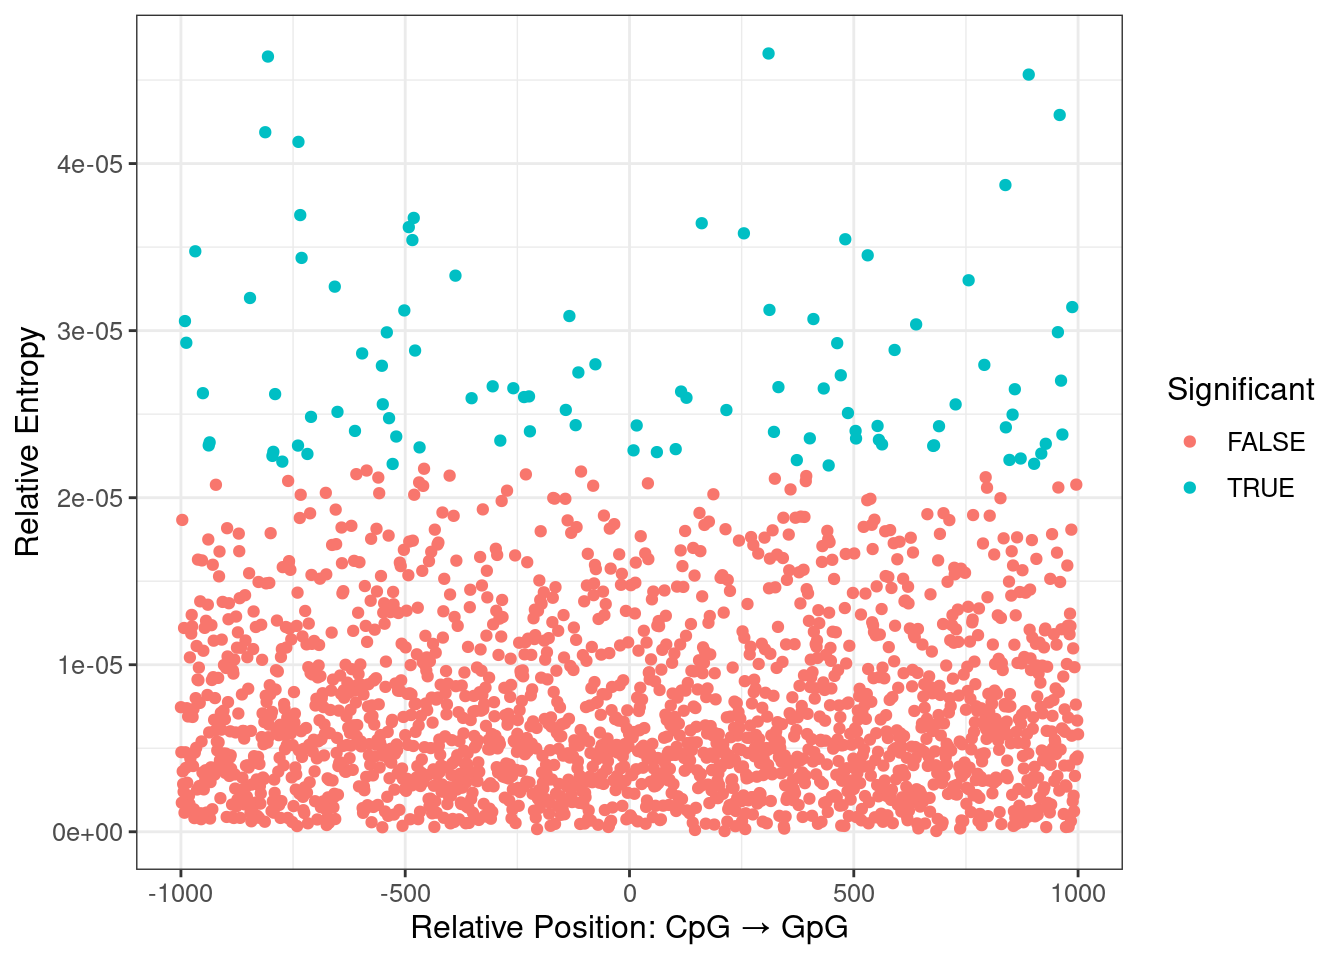 Relative Entropy
4e-05
3e-05
2e-05
1e-05
0e+00
-1000 -500 0 500 1000
Relative Position: CpG → GpG
Significant
FALSE
TRUE